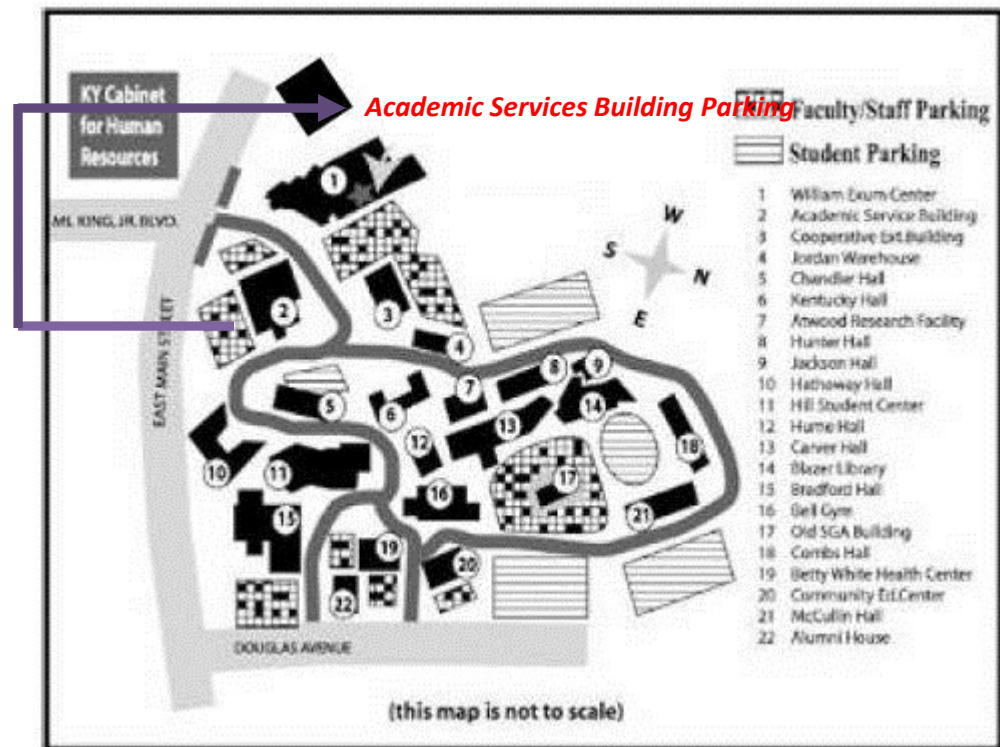 KY Cabinet
for Human
Resources
Academic Services Building Parking
Faculty/Staff Parking
Student Parking
ML KING, JR. BLVD.
EAST MAIN STREET
DOUGLAS AVENUE
W
S
N
E
1
2
3
4
5
6
7
8
9
10
11
12
13
14
15
16
17
18
19
20
21
22
1 William Exum Center
2 Academic Service Building
3 Cooperative Ext.Building
4 Jordan Warehouse
5 Chandler Hall
6 Kentucky Hall
7 Atwood Research Facility
8 Hunter Hall
9 Jackson Hall
10 Hathaway Hall
11 Hill Student Center
12 Hume Hall
13 Carver Hall
14 Blazer Library
15 Bradford Hall
16 Bell Gym
17 Old SGA Building
18 Combs Hall
19 Betty White Health Center
20 Community Ed.Center
21 McCullin Hall
22 Alumni House
(this map is not to scale)